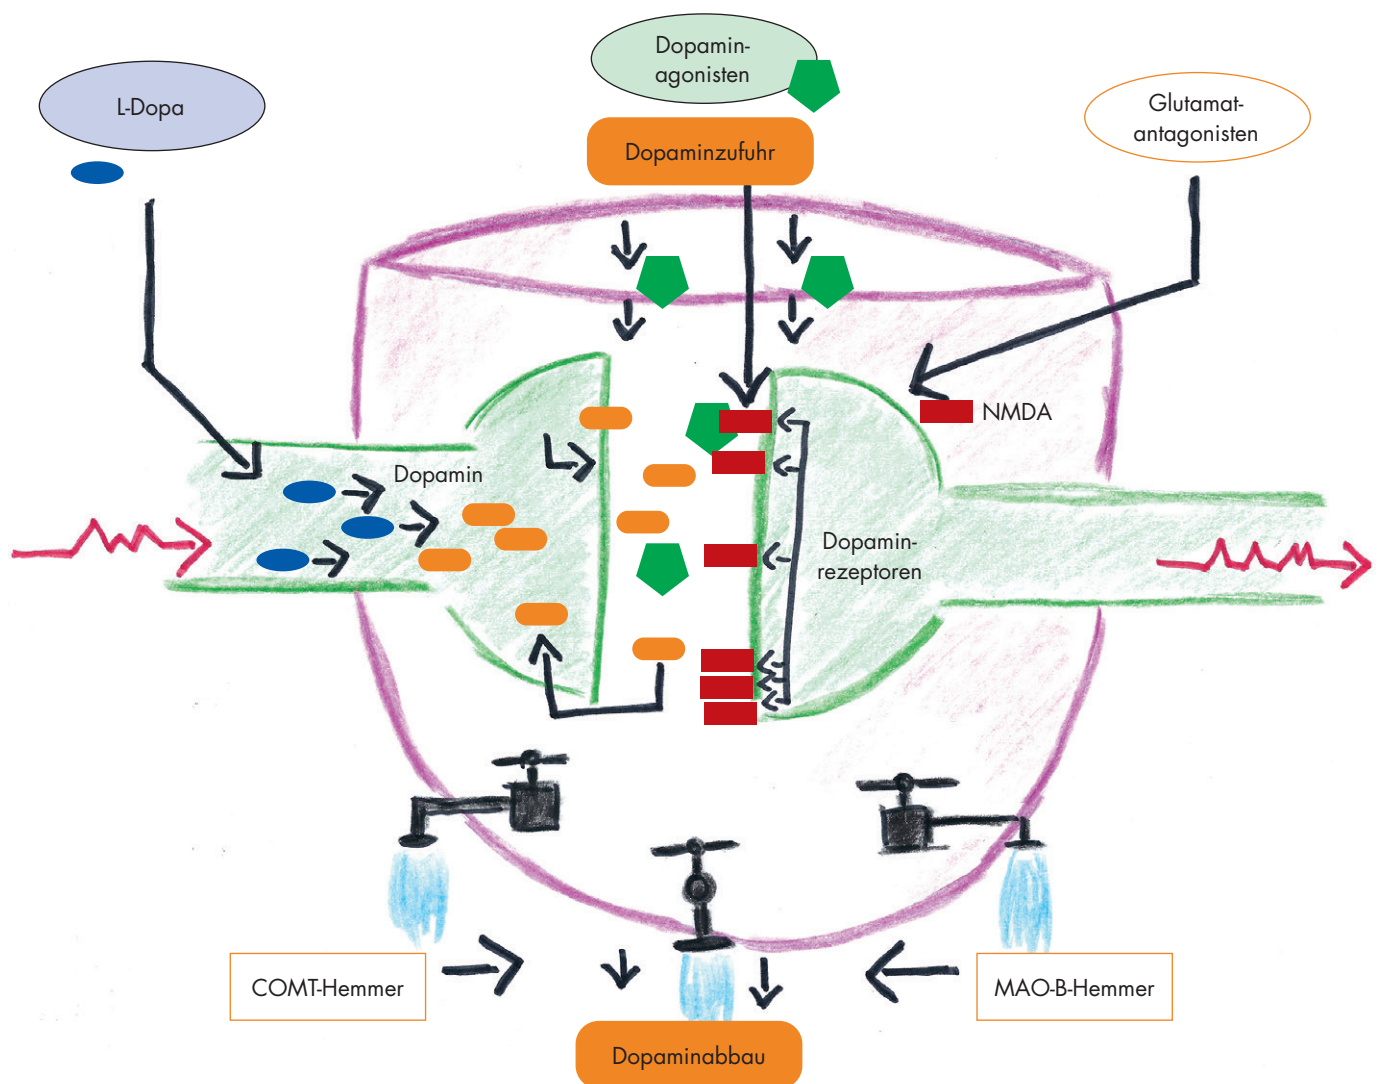 Dopamin-
agonisten
L-Dopa
Glutamat-
antagonisten
Dopaminzufuhr
NMDA
Dopamin
Dopamin-
rezeptoren
COMT-Hemmer
MAO-B-Hemmer
Dopaminabbau